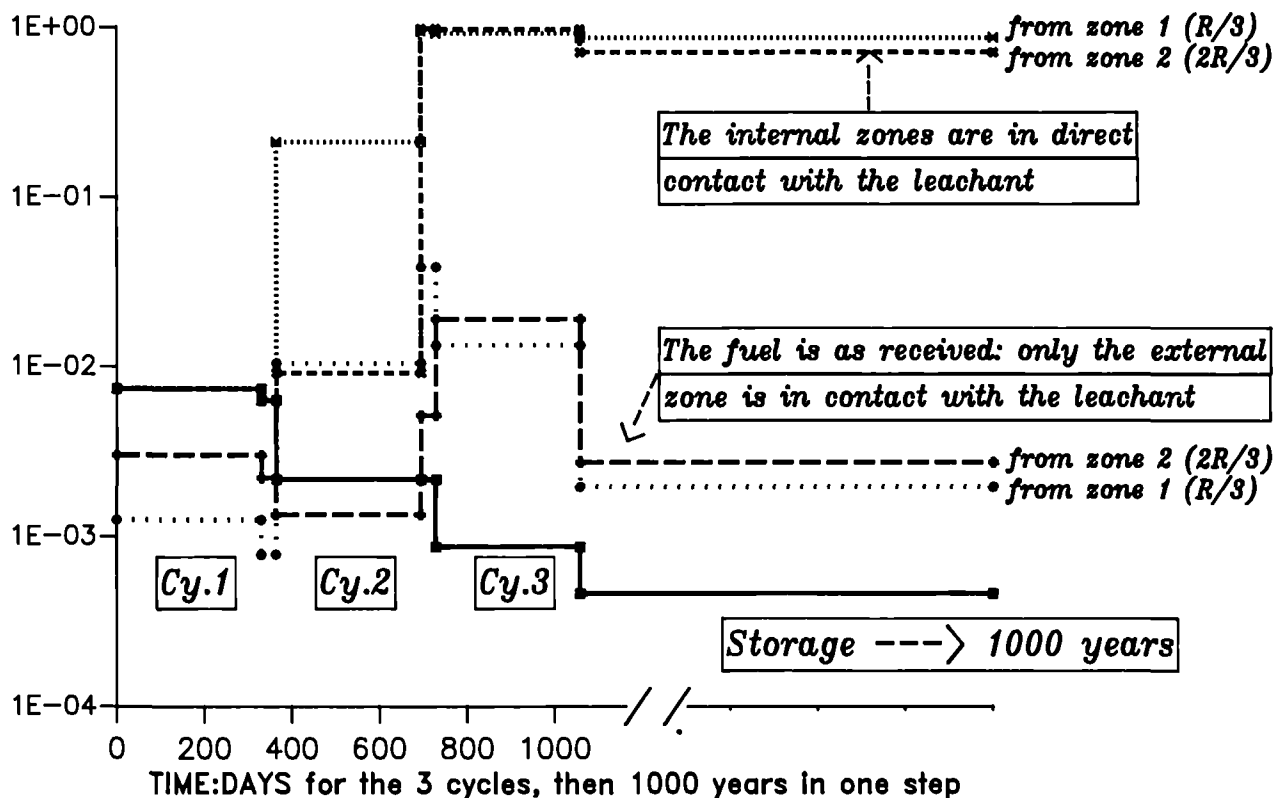 1E+00
from zone 1 (R/3)
from zone 2 (2R/3)
The internal zones are in direct
contact with the leachant
1E-01
1E-02
The fuel is as received: only the external
zone is in contact with the leachant
from zone 2 (2R/3)
from zone 1 (R/3)
1E-03
Cy.1
Cy.2
Cy.3
Storage ---> 1000 years
1E-04
0 200 400 600 800 1000
TIME:DAYS for the 3 cycles, then 1000 years in one step